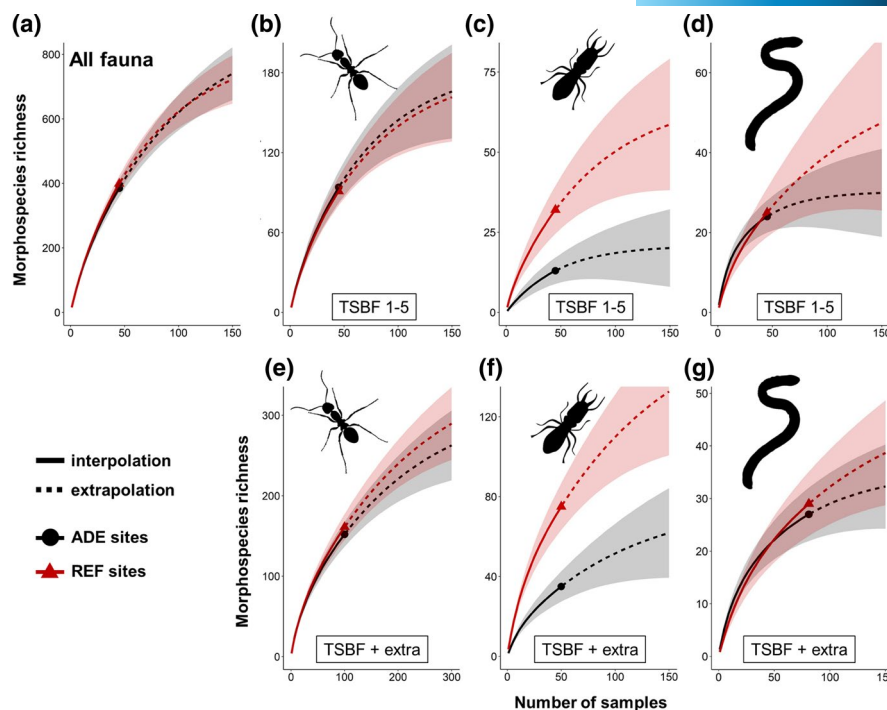 (a) (b) (c) (d)
All fauna
Morphospecies richness
800
600
400
200
0
0 50 100 150
180
120
60
0
TSBF 1-5
0 50 100 150
75
50
25
0
TSBF 1-5
0 50 100 150
60
40
20
0
TSBF 1-5
0 50 100 150
(e) (f) (g)
interpolation
extrapolation
ADE sites
REF sites
Morphospecies richness
300
200
100
0
TSBF + extra
0 100 200 300
120
80
40
0
TSBF + extra
0 50 100 150
50
40
30
20
10
0
TSBF + extra
0 50 100 150
Number of samples